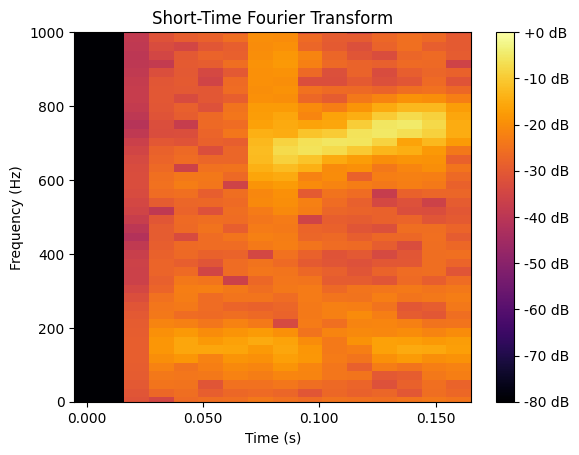 Short-Time Fourier Transform
1000
800
600
400
200
0
Frequency (Hz)
0.000
0.050
0.100
0.150
Time (s)
+0 dB
-10 dB
-20 dB
-30 dB
-40 dB
-50 dB
-60 dB
-70 dB
-80 dB